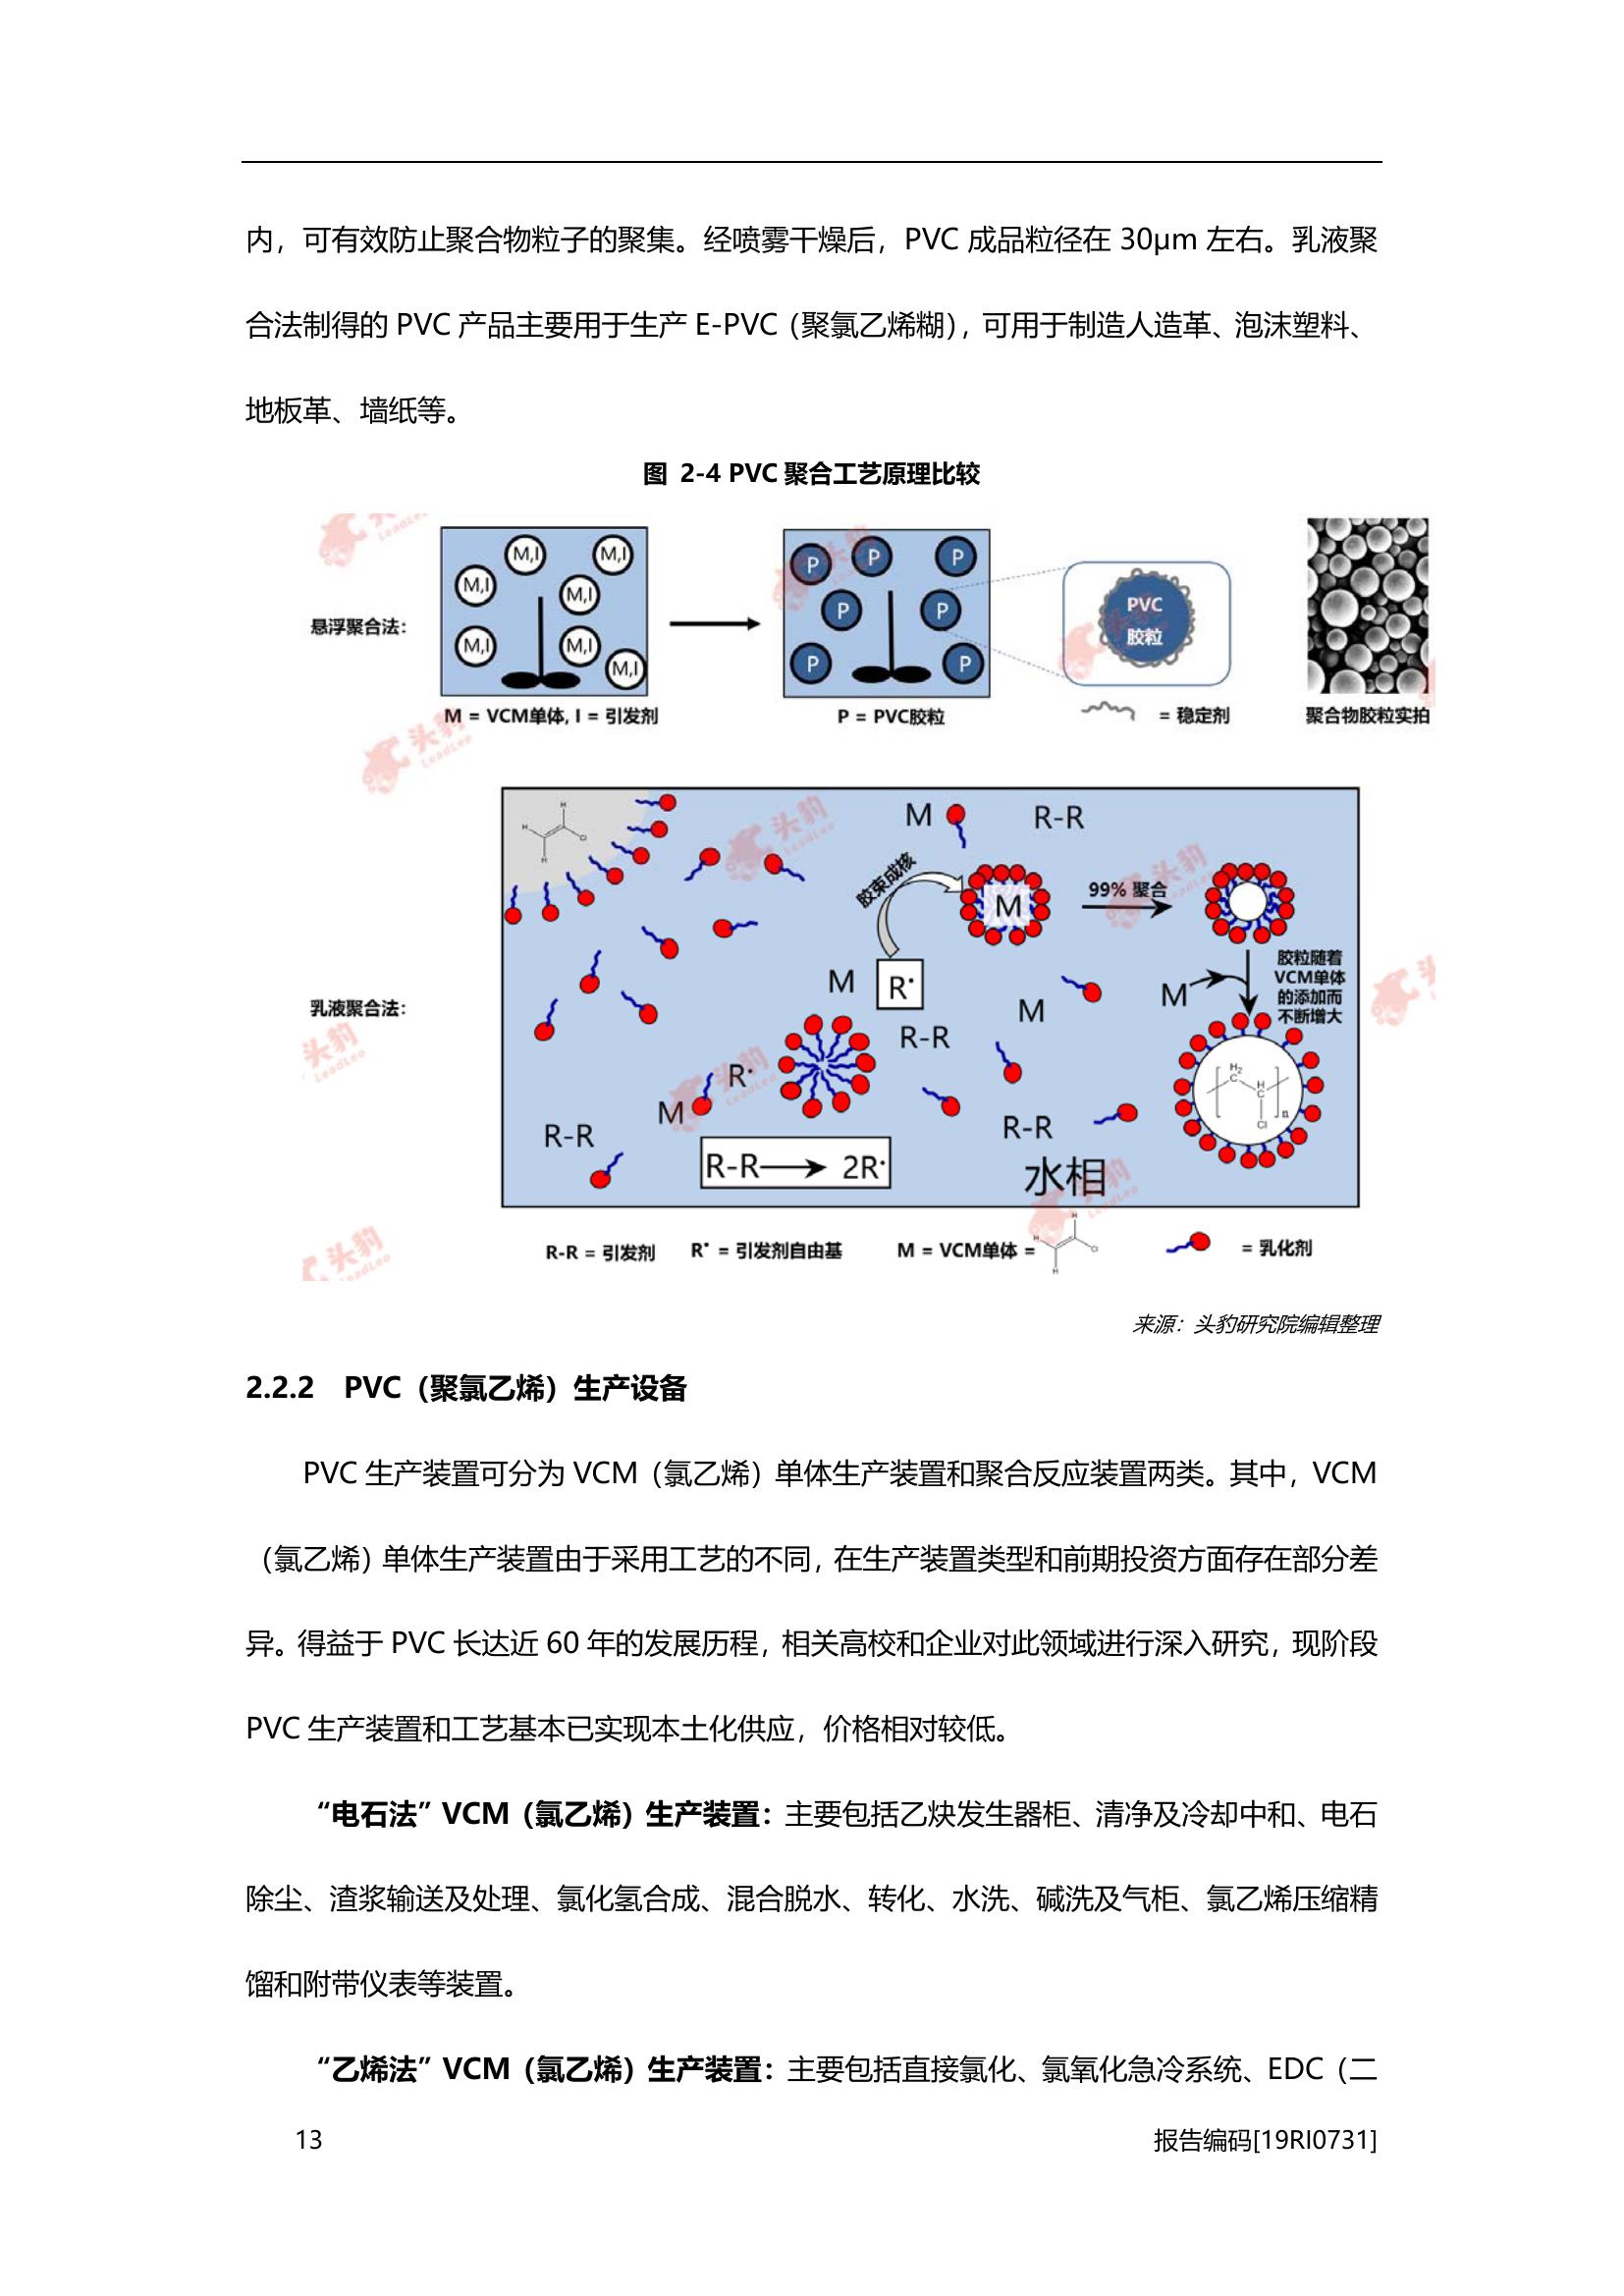 内，可有效防止聚合物粒子的聚集。经喷雾干燥后，PVC 成品粒径在 30μm 左右。乳液聚
合法制得的 PVC 产品主要用于生产 E-PVC（聚氯乙烯糊），可用于制造人造革、泡沫塑料、
地板革、墙纸等。
图 2-4 PVC 聚合工艺原理比较
悬浮聚合法：
M,I
M,I
M,I
M,I
M,I
M,I
M,I
M = VCM单体, I = 引发剂
P
P
P
P
P
P
P
P = PVC胶粒
PVC
胶粒
= 稳定剂
聚合物胶粒实拍
头豹
LeadLeo
乳液聚合法：
H
H
H
Cl
M
R-R
胶束成核
M
99% 聚合
M
R•
M
M
胶粒随着
VCM单体
的添加而
不断增大
R-R
R•
M
R-R
R-R
R-R→2R•
水相
H2
C
H
C
Cl
n
R-R = 引发剂
R• = 引发剂自由基
M = VCM单体 =
H
H
H
Cl
= 乳化剂
来源：头豹研究院编辑整理
2.2.2 PVC（聚氯乙烯）生产设备
PVC 生产装置可分为 VCM（氯乙烯）单体生产装置和聚合反应装置两类。其中，VCM
（氯乙烯）单体生产装置由于采用工艺的不同，在生产装置类型和前期投资方面存在部分差
异。得益于 PVC 长达近 60 年的发展历程，相关高校和企业对此领域进行深入研究，现阶段
PVC 生产装置和工艺基本已实现本土化供应，价格相对较低。
“电石法”VCM（氯乙烯）生产装置：主要包括乙炔发生器柜、清净及冷却中和、电石
除尘、渣浆输送及处理、氯化氢合成、混合脱水、转化、水洗、碱洗及气柜、氯乙烯压缩精
馏和附带仪表等装置。
“乙烯法”VCM（氯乙烯）生产装置：主要包括直接氯化、氯氧化急冷系统、EDC（二
13
报告编码[19RI0731]